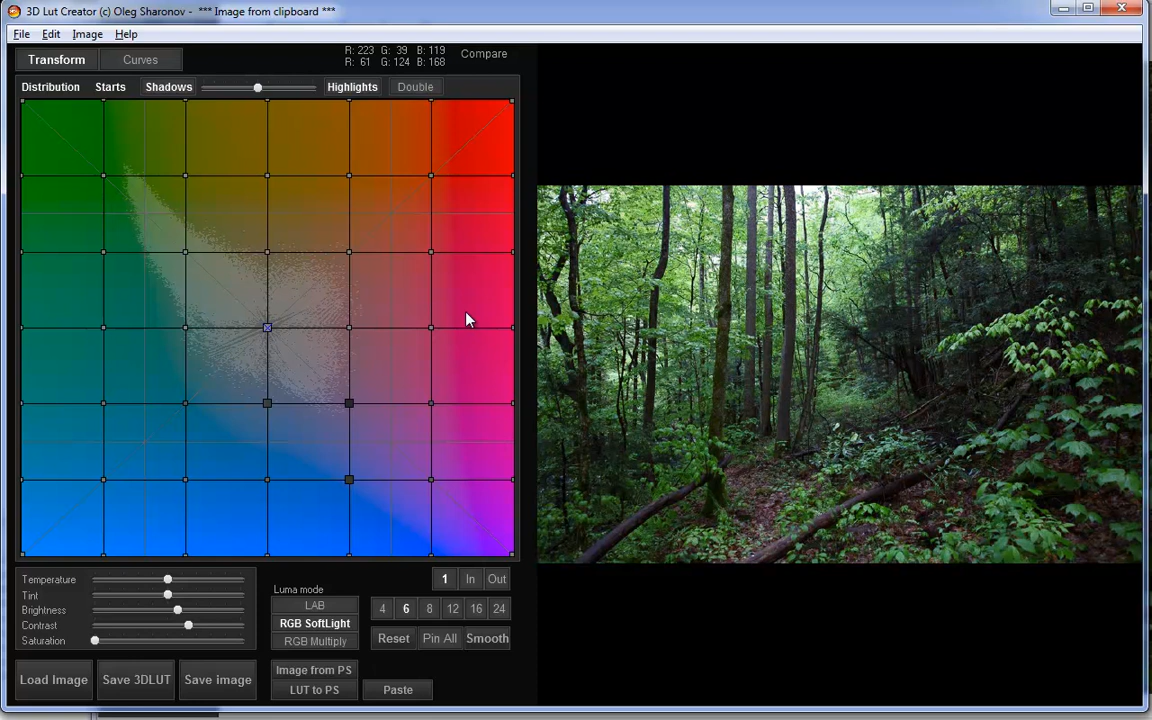 3D Lut Creator (c) Oleg Sharonov - *** Image from clipboard ***
File Edit Image Help
Transform Curves
R: 223 G: 39 B: 119
R: 61 G: 124 B: 168
Compare
Distribution Starts Shadows Highlights Double
Temperature
Tint
Brightness
Contrast
Saturation
Luma mode
LAB
RGB SoftLight
RGB Multiply
1 In Out
4 6 8 12 16 24
Reset Pin All Smooth
Load Image Save 3DLUT Save image
Image from PS
LUT to PS
Paste